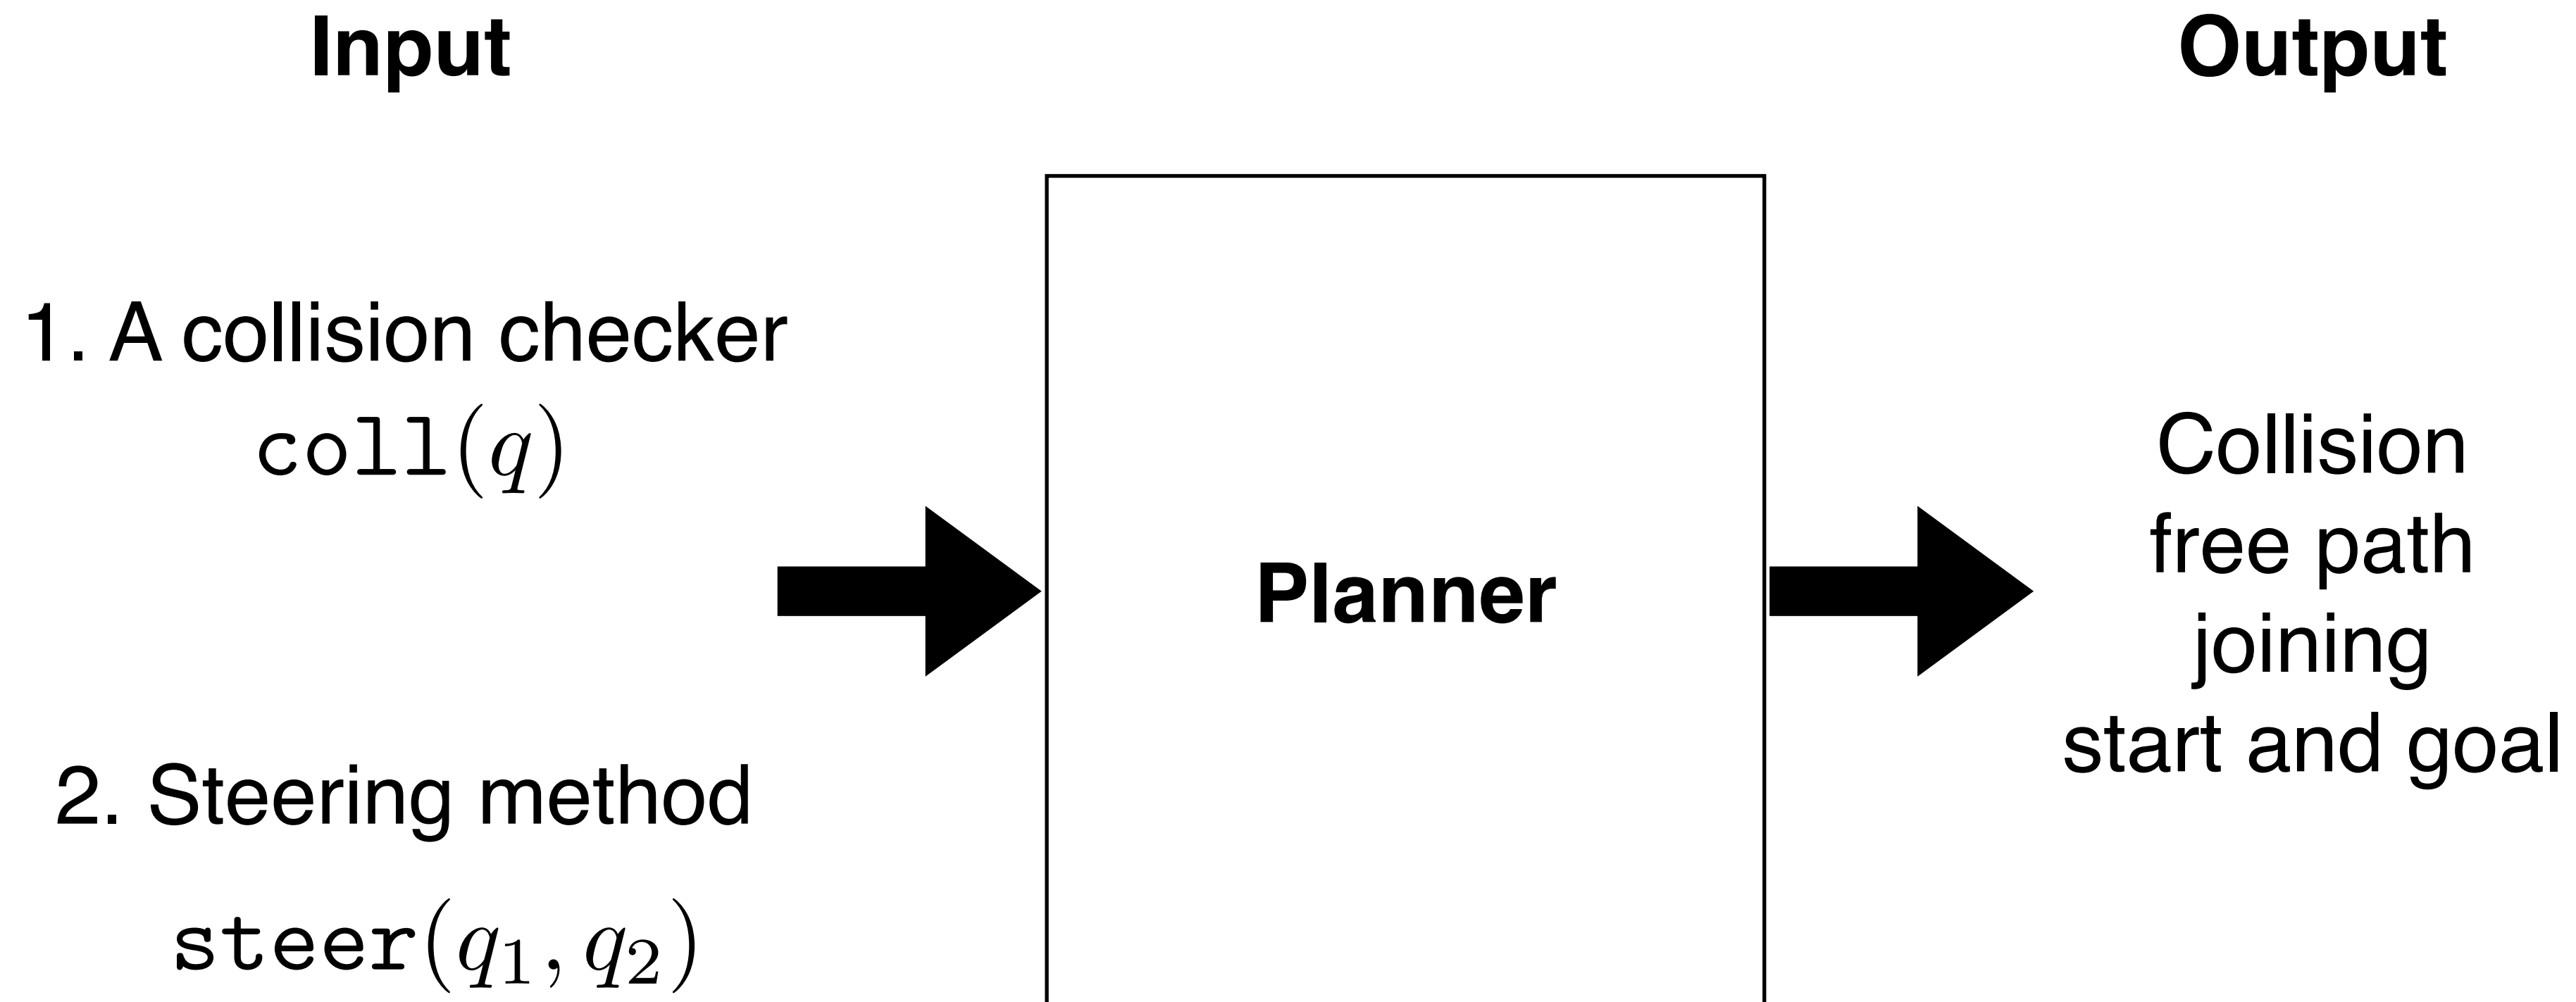 Input
Output
1. A collision checker
coll(q)
2. Steering method
steer(q₁, q₂)
Planner
Collision
free path
joining
start and goal